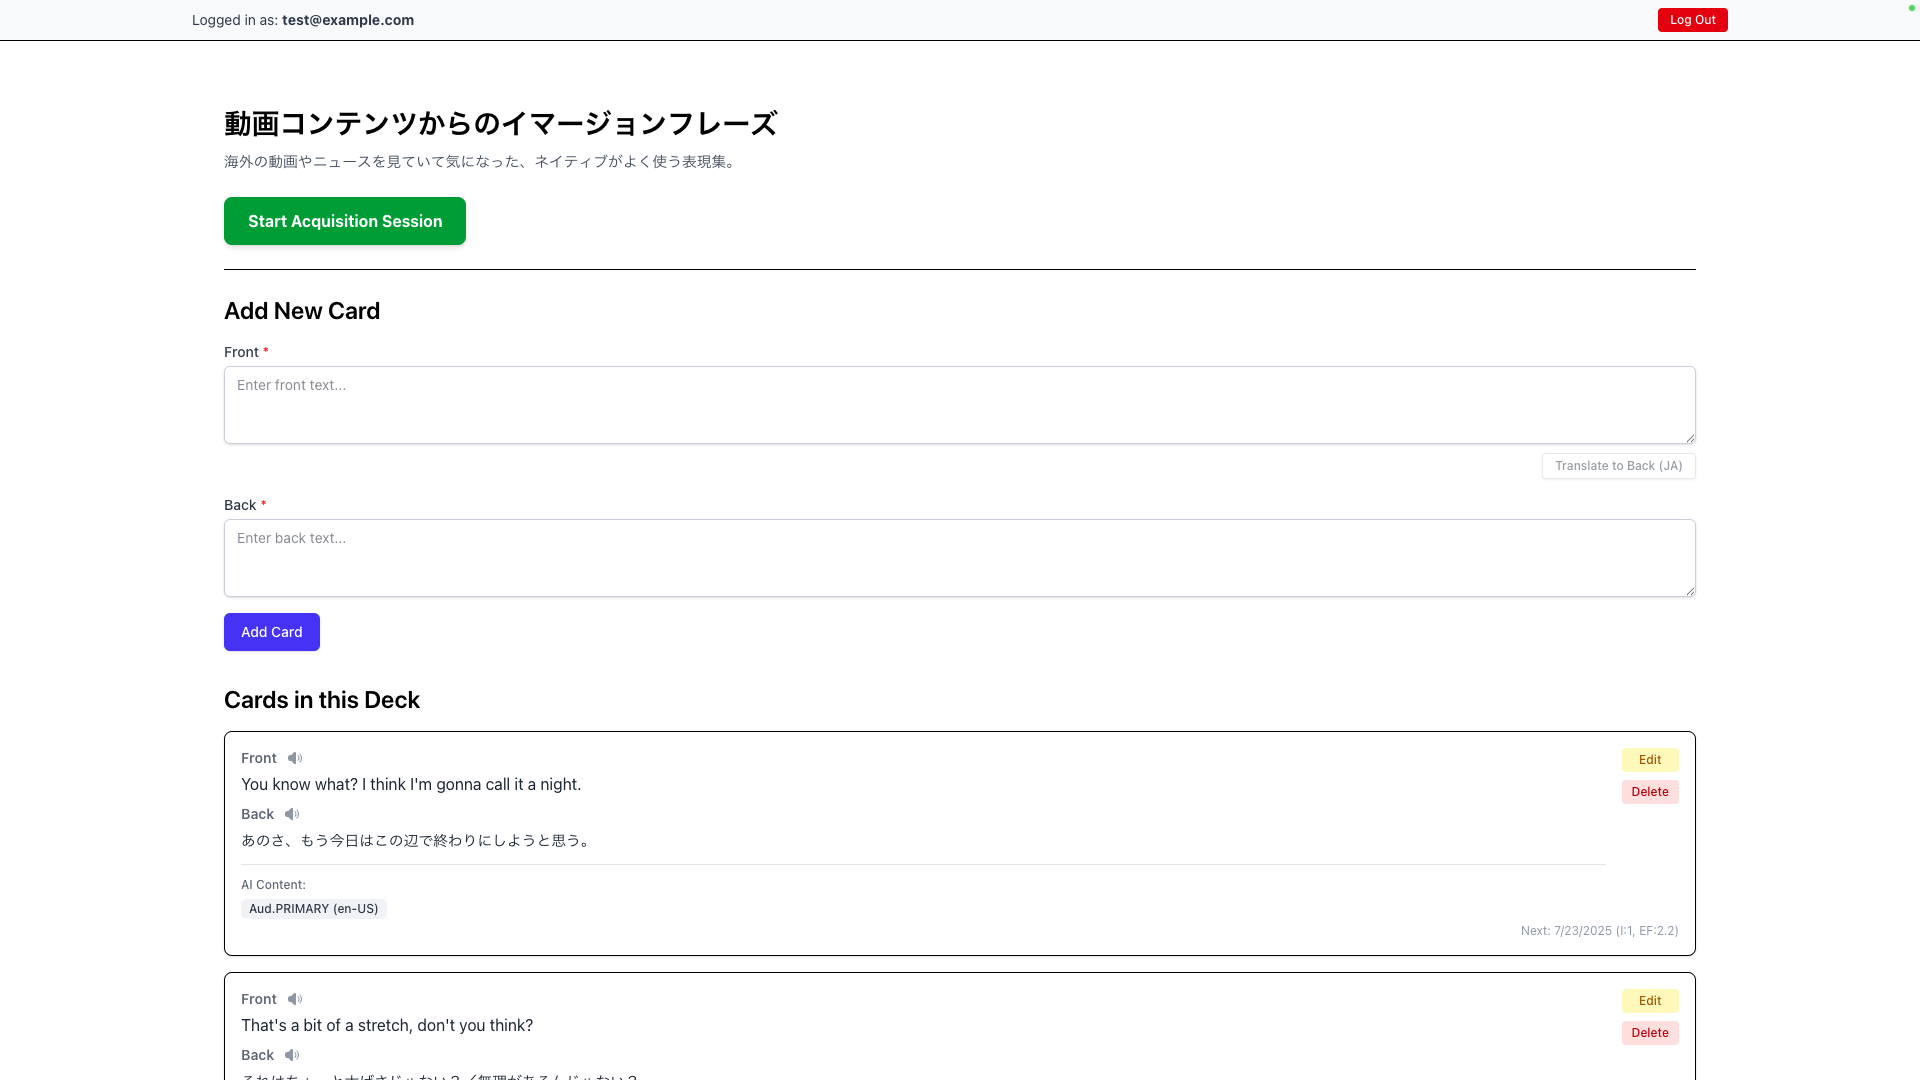 Logged in as: test@example.com
Log Out
動画コンテンツからのイマージョンフレーズ
海外の動画やニュースを見ていて気になった、ネイティブがよく使う表現集。
Start Acquisition Session
Add New Card
Front *
Enter front text...
Translate to Back (JA)
Back *
Enter back text...
Add Card
Cards in this Deck
Front
Edit
You know what? I think I'm gonna call it a night.
Delete
Back
あのさ、もう今日はこの辺で終わりにしようと思う。
AI Content:
Aud.PRIMARY (en-US)
Next: 7/23/2025 (I:1, EF:2.2)
Front
Edit
That's a bit of a stretch, don't you think?
Delete
Back